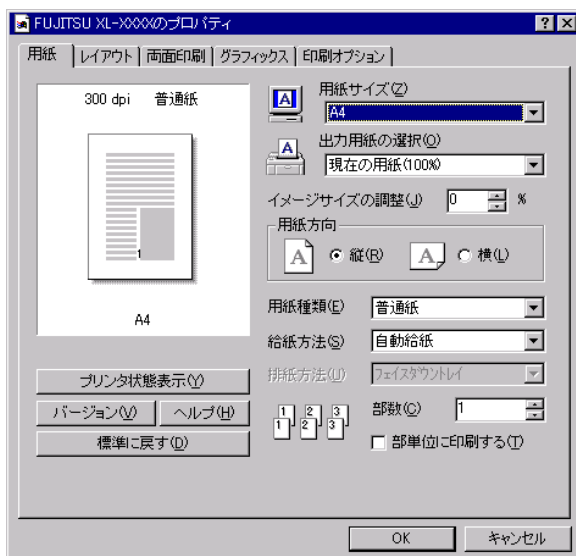 FUJITSU XL-XXXXのプロパティ
用紙 レイアウト 両面印刷 グラフィックス 印刷オプション
300 dpi 普通紙
1
A4
プリンタ状態表示(Y)
バージョン(V) ヘルプ(H)
標準に戻す(D)
用紙サイズ(Z)
A
A4
出力用紙の選択(O)
A
現在の用紙(100%)
イメージサイズの調整(J) 0 %
用紙方向
A 縦(R) A 横(L)
用紙種類(E) 普通紙
給紙方法(S) 自動給紙
排紙方法(U) フェイスダウントレイ
1 2 3
1 2 3
部数(C) 1
部単位に印刷する(T)
OK キャンセル